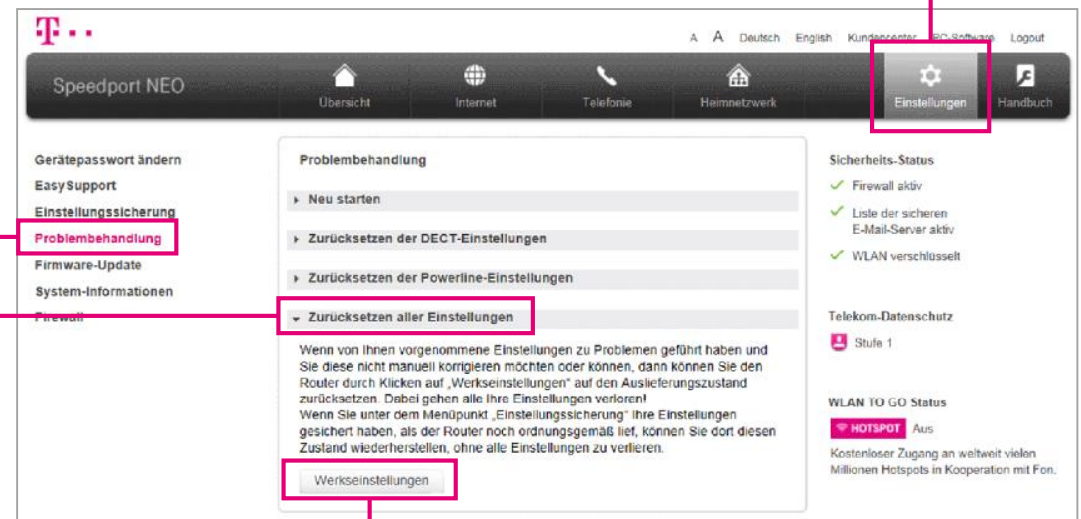 T
A A Deutsch English Kundencenter PC-Software Logout
Speedport NEO
Übersicht Internet Telefonie Heimnetzwerk Einstellungen Handbuch
Gerätepasswort ändern
EasySupport
Einstellungssicherung
Problembehandlung
Firmware-Update
System-Informationen
Firewall
Problembehandlung
Neu starten
Zurücksetzen der DECT-Einstellungen
Zurücksetzen der Powerline-Einstellungen
Zurücksetzen aller Einstellungen
Wenn von Ihnen vorgenommene Einstellungen zu Problemen geführt haben und
Sie diese nicht manuell korrigieren möchten oder können, dann können Sie den
Router durch Klicken auf „Werkseinstellungen" auf den Auslieferungszustand
zurücksetzen. Dabei gehen alle Ihre Einstellungen verloren!
Wenn Sie unter dem Menüpunkt „Einstellungssicherung" Ihre Einstellungen
gesichert haben, als der Router noch ordnungsgemäß lief, können Sie dort diesen
Zustand wiederherstellen, ohne alle Einstellungen zu verlieren.
Werkseinstellungen
Sicherheits-Status
Firewall aktiv
Liste der sicheren
E-Mail-Server aktiv
WLAN verschlüsselt
Telekom-Datenschutz
Stufe 1
WLAN TO GO Status
HOTSPOT Aus
Kostenloser Zugang an weltweit vielen
Millionen Hotspots in Kooperation mit Fon.